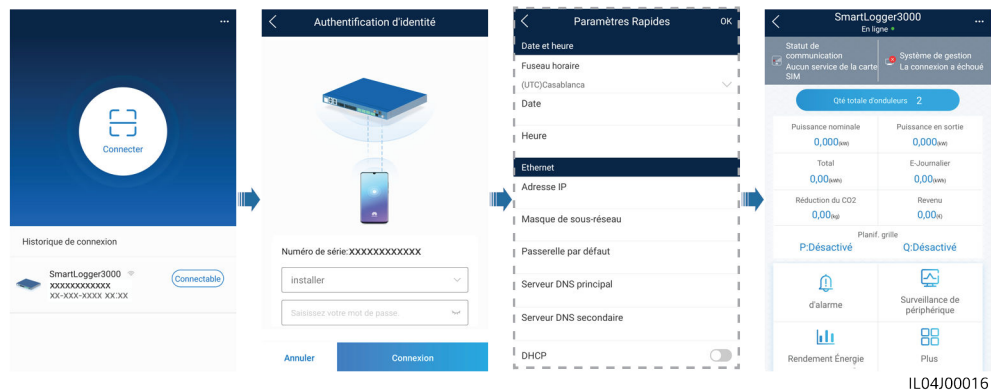 ...
Connecter
Historique de connexion
SmartLogger3000
XXXXXXXXXXXX
XX-XXX-XXXX XX:XX
Connectable
Authentification d'identité
Numéro de série:XXXXXXXXXXXX
installer
Saisissez votre mot de passe.
Annuler
Connexion
Paramètres Rapides
OK
Date et heure
Fuseau horaire
(UTC)Casablanca
Date
Heure
Ethernet
Adresse IP
Masque de sous-réseau
Passerelle par défaut
Serveur DNS principal
Serveur DNS secondaire
DHCP
SmartLogger3000
...
En ligne
Statut de
communication
Aucun service de la carte
SIM
Système de gestion
La connexion a échoué
Qté totale d'onduleurs 2
Puissance nominale
0,000(kW)
Puissance en sortie
0,000(kW)
Total
0,00(kWh)
E-Journalier
0,00(kWh)
Réduction du CO2
0,00(kg)
Revenu
0,00(€)
Planif. grille
P:Désactivé
Q:Désactivé
d'alarme
Surveillance de
périphérique
Rendement Énergie
Plus
IL04J00016